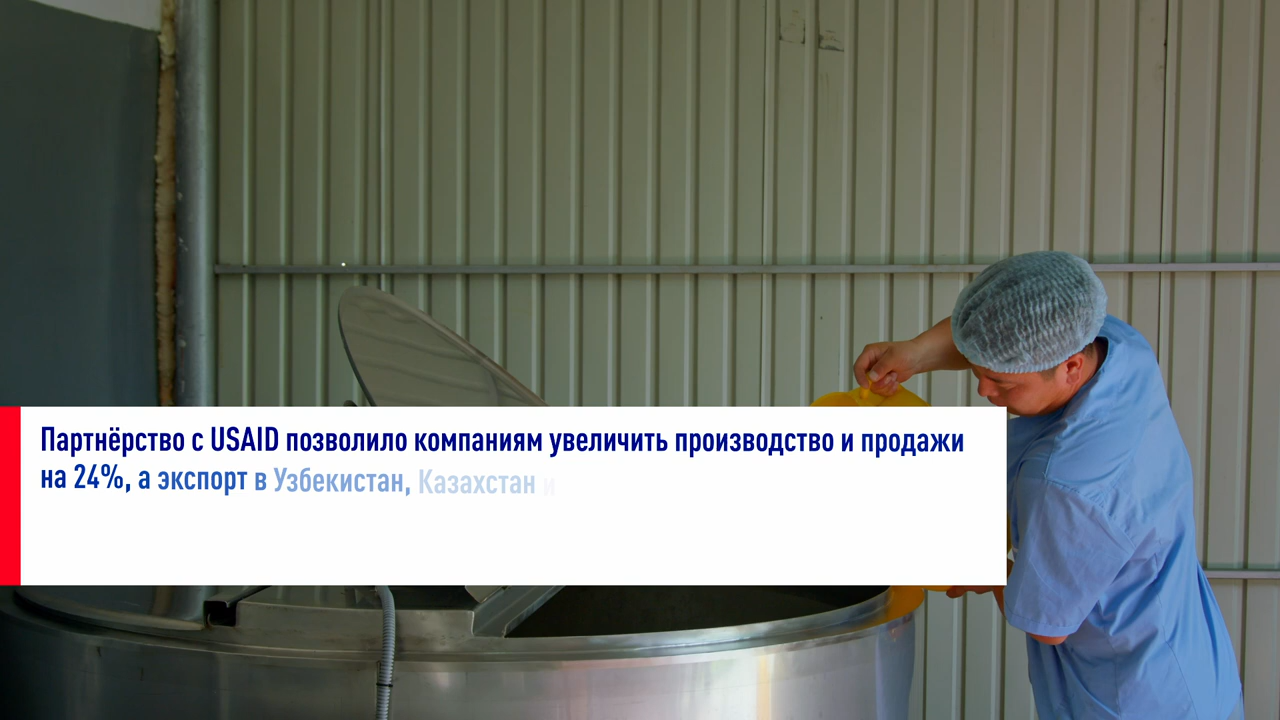 Партнёрство с USAID позволило компаниям увеличить производство и продажи
на 24%, а экспорт в Узбекистан, Казахстан и